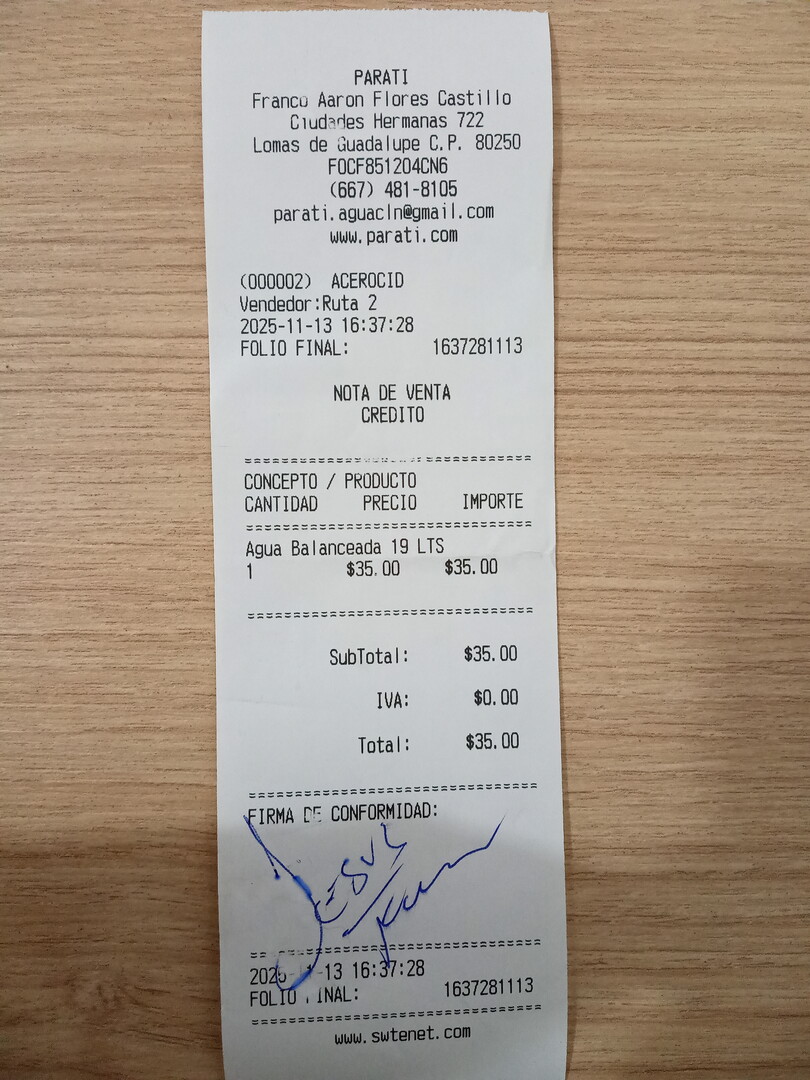 PARATI
Franco Aaron Flores Castillo
Ciudades Hermanas 722
Lomas de Guadalupe C.P. 80250
FOCF851204CN6
(667) 481-8105
parati.aguacln@gmail.com
www.parati.com
(000002) ACEROCID
Vendedor:Ruta 2
2025-11-13 16:37:28
FOLIO FINAL: 1637281113
NOTA DE VENTA
CREDITO
CONCEPTO / PRODUCTO
CANTIDAD PRECIO IMPORTE
Agua Balanceada 19 LTS
1 $35.00 $35.00
SubTotal: $35.00
IVA: $0.00
Total: $35.00
FIRMA DE CONFORMIDAD:
2025-11-13 16:37:28
FOLIO FINAL: 1637281113
www.swtenet.com